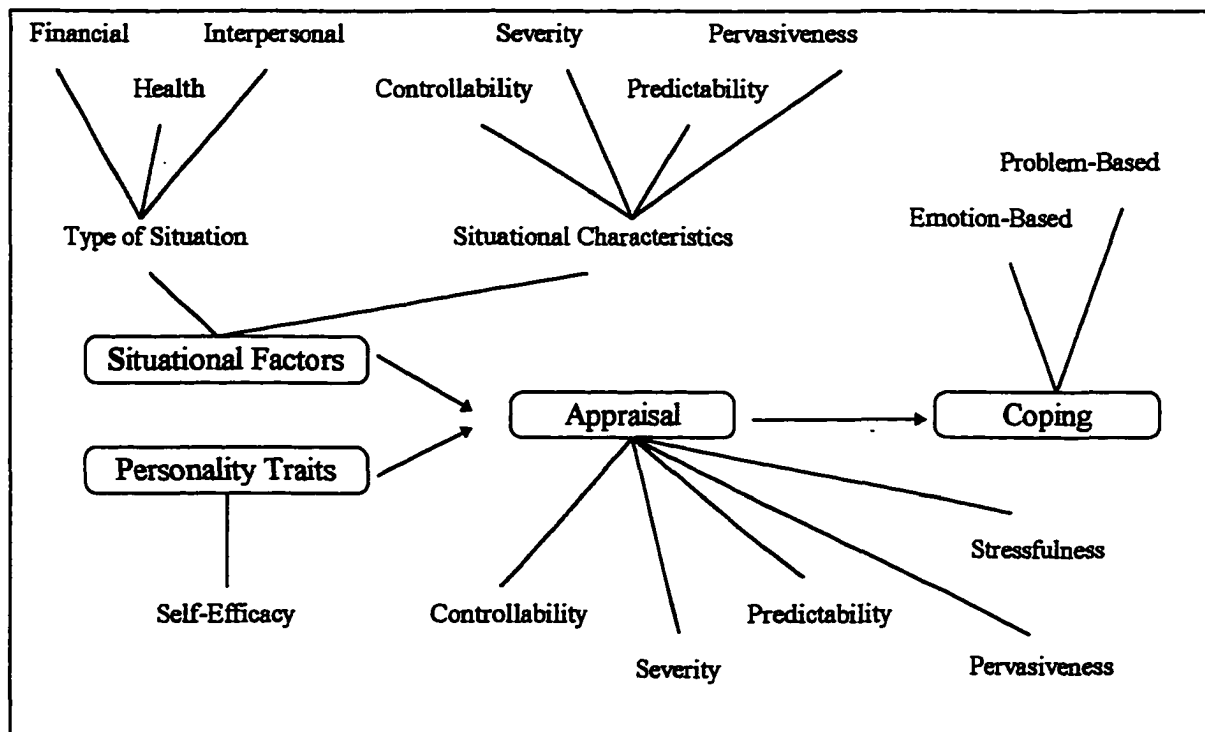 Financial Interpersonal Severity Pervasiveness
Health Controllability Predictability
Problem-Based
Emotion-Based
Type of Situation Situational Characteristics
Situational Factors
Appraisal Coping
Personality Traits
Stressfulness
Self-Efficacy Controllability Predictability
Severity Pervasiveness